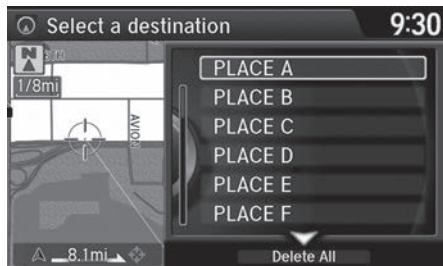 Select a destination
9:30
N
1/8mi
AVION
8.1mi
PLACE A
PLACE B
PLACE C
PLACE D
PLACE E
PLACE F
Delete All